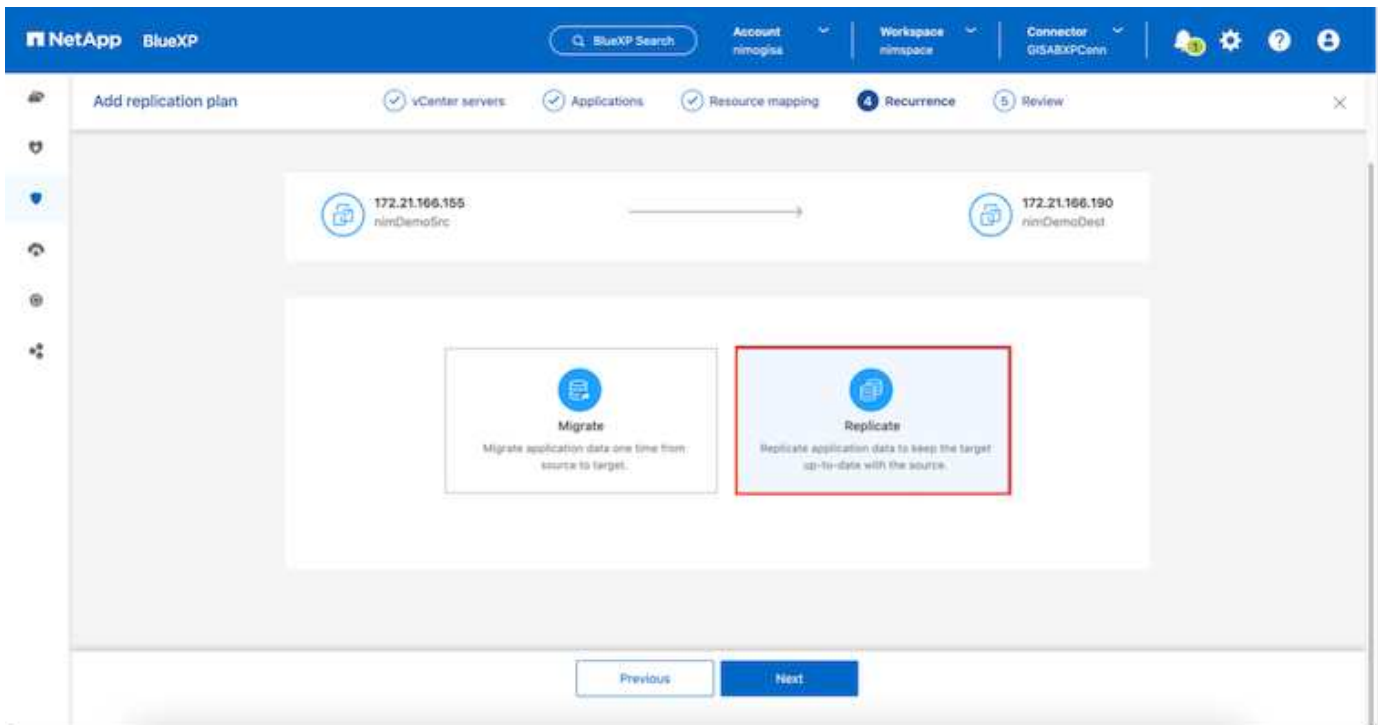 NetApp BlueXP
BlueXP Search
Account
nimogisa
Workspace
nimspace
Connector
GISABXPConn
1
Add replication plan
vCenter servers
Applications
Resource mapping
4 Recurrence
5 Review
172.21.166.155
nimDemoSrc
172.21.166.190
nimDemoDest
Migrate
Migrate application data one time from
source to target.
Replicate
Replicate application data to keep the target
up-to-date with the source.
Previous
Next